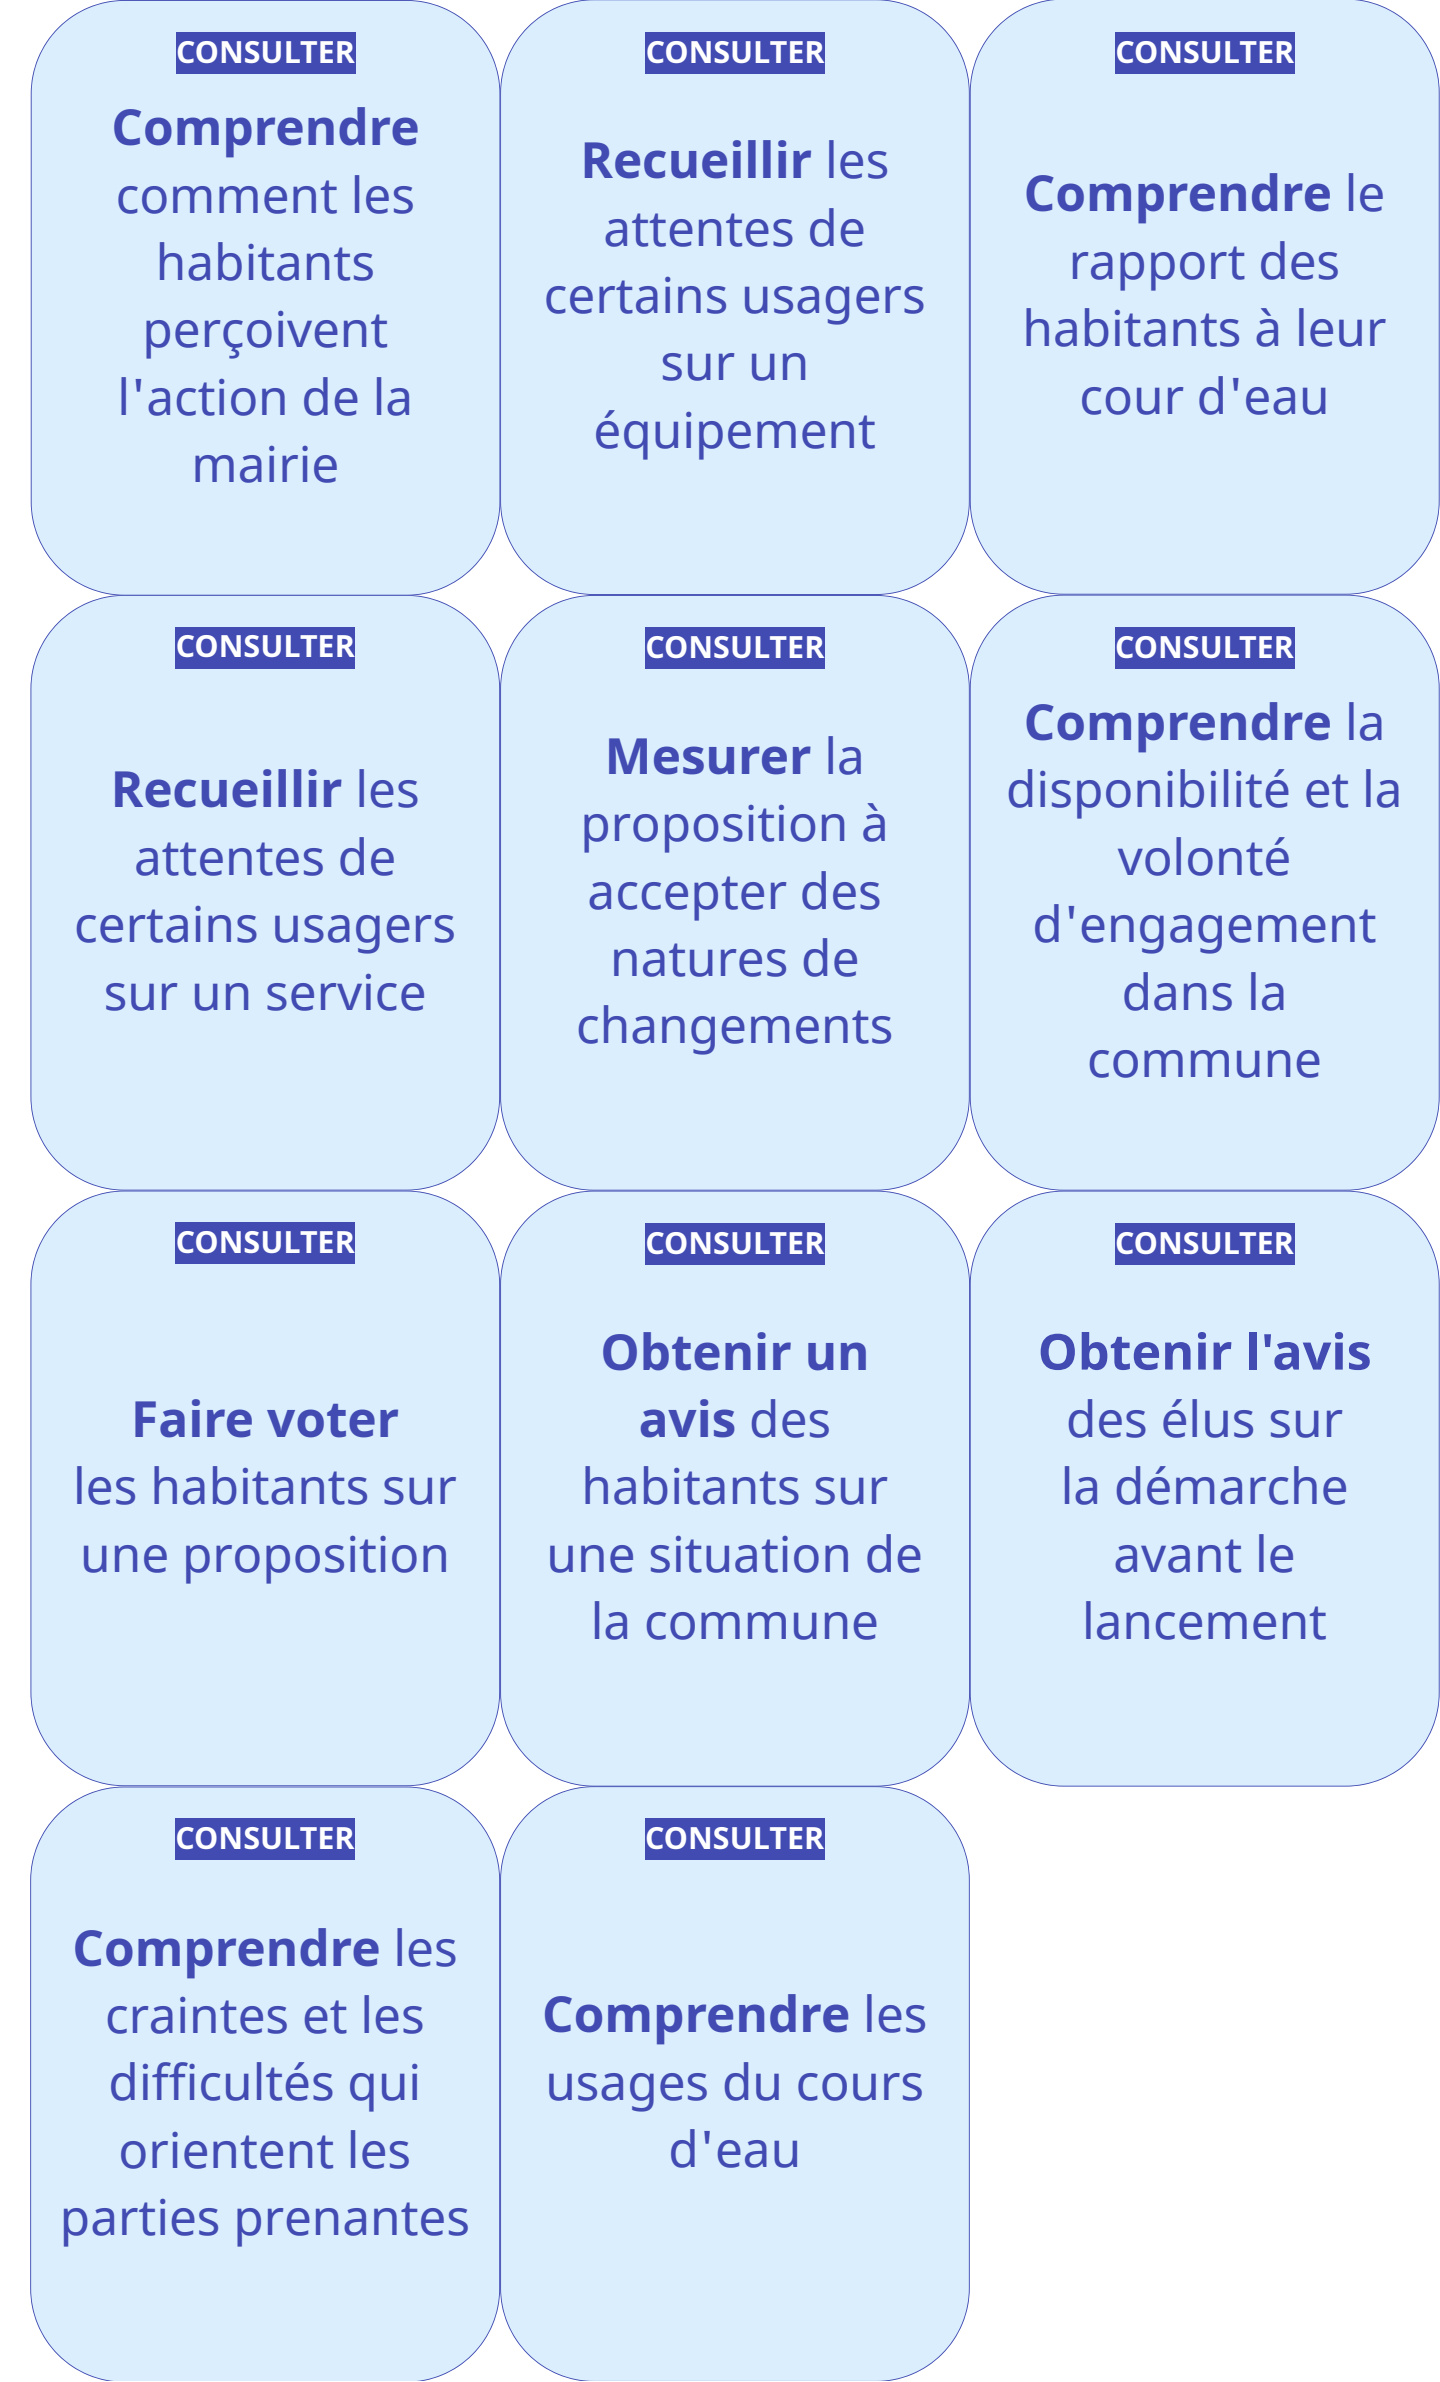 CONSULTER
Comprendre
comment les
habitants
perçoivent
l'action de la
mairie
CONSULTER
Recueillir les
attentes de
certains usagers
sur un
équipement
CONSULTER
Comprendre le
rapport des
habitants à leur
cour d'eau
CONSULTER
Recueillir les
attentes de
certains usagers
sur un service
CONSULTER
Mesurer la
proposition à
accepter des
natures de
changements
CONSULTER
Comprendre la
disponibilité et la
volonté
d'engagement
dans la
commune
CONSULTER
Faire voter
les habitants sur
une proposition
CONSULTER
Obtenir un
avis des
habitants sur
une situation de
la commune
CONSULTER
Obtenir l'avis
des élus sur
la démarche
avant le
lancement
CONSULTER
Comprendre les
craintes et les
difficultés qui
orientent les
parties prenantes
CONSULTER
Comprendre les
usages du cours
d'eau